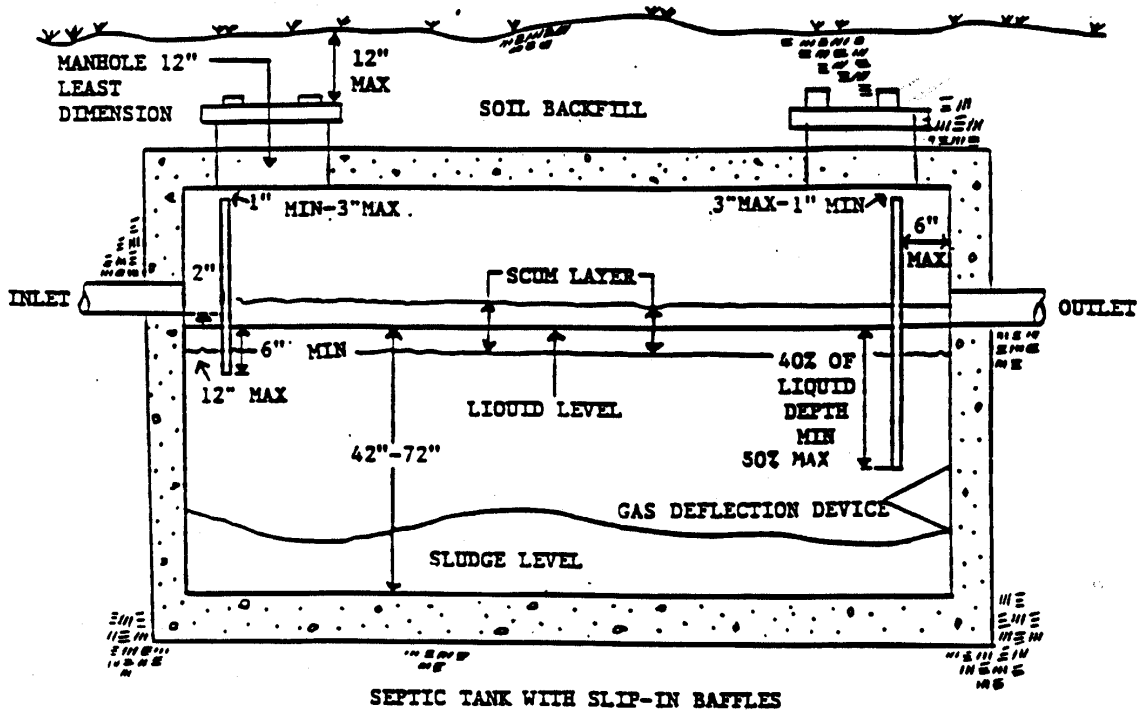 MANHOLE 12"
LEAST
DIMENSION
12"
MAX
SOIL BACKFILL
1"
MIN-3"MAX
3"MAX-1" MIN
6"
MAX
2"
SCUM LAYER
INLET
OUTLET
6" MIN
12" MAX
LIQUID LEVEL
40% OF
LIQUID
DEPTH
MIN
50% MAX
42"-72"
GAS DEFLECTION DEVICE
SLUDGE LEVEL
SEPTIC TANK WITH SLIP-IN BAFFLES